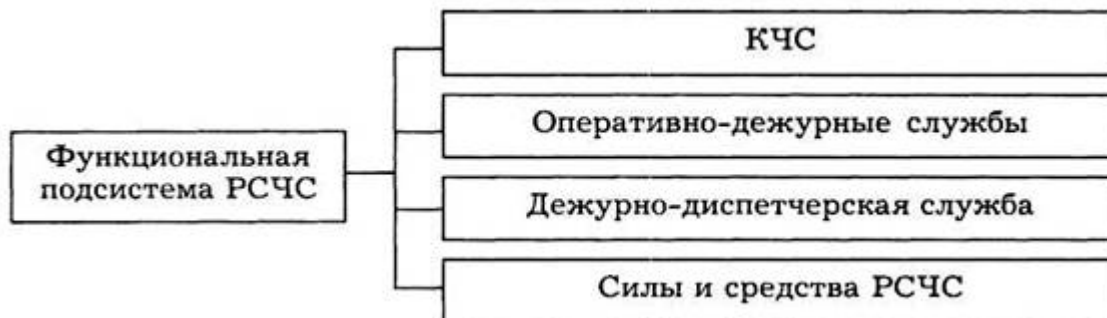 КЧС
Оперативно-дежурные службы
Функциональная
подсистема РСЧС
Дежурно-диспетчерская служба
Силы и средства РСЧС